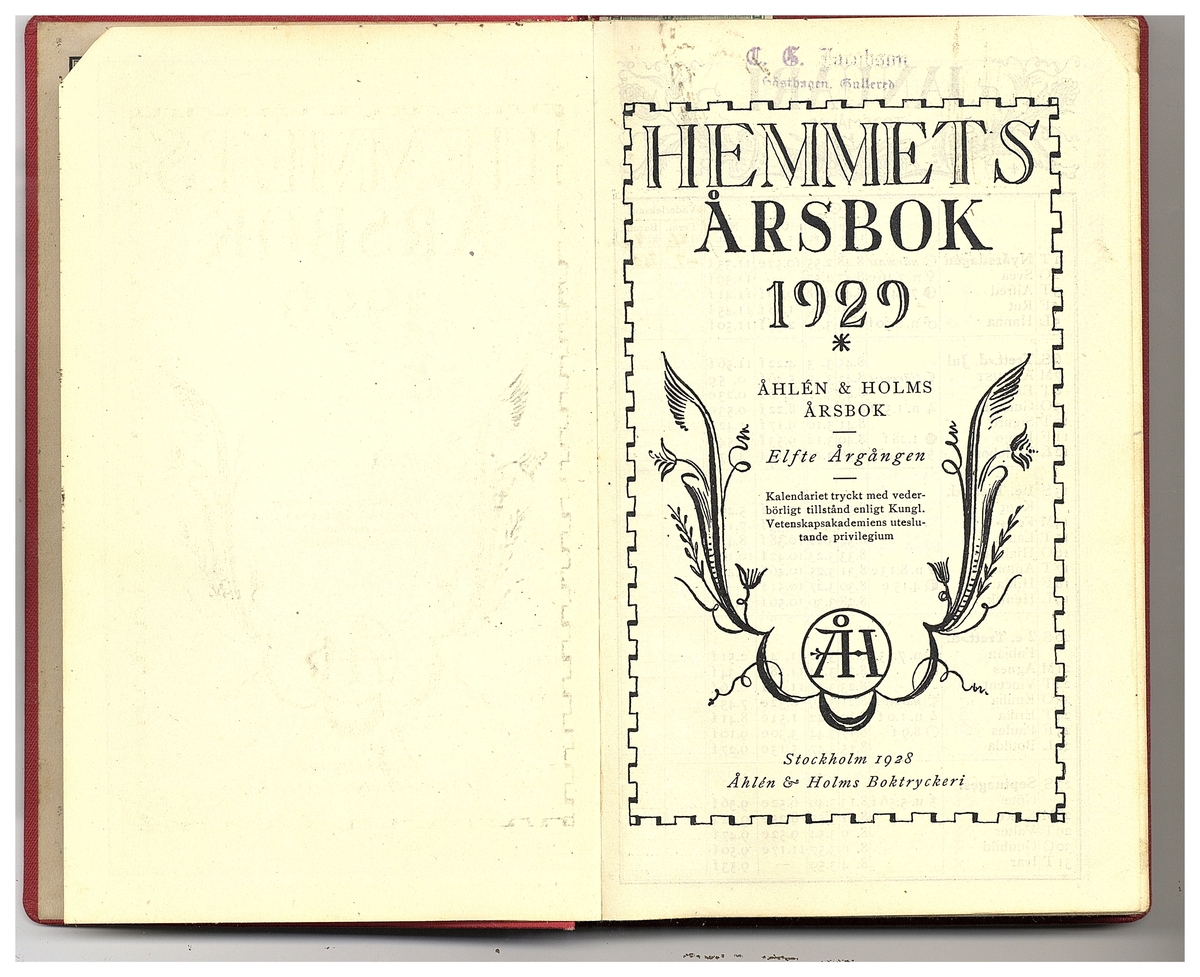 C. G. Jacobson
Gullered
HEMMETS
ÅRSBOK
1929
*
ÅHLÉN & HOLMS
ÅRSBOK
Elfte Årgången
Kalendariet tryckt med veder-
börligt tillstånd enligt Kungl.
Vetenskapsakademiens uteslu-
tande privilegium
ÅH
Stockholm 1928
Åhlén & Holms Boktryckeri